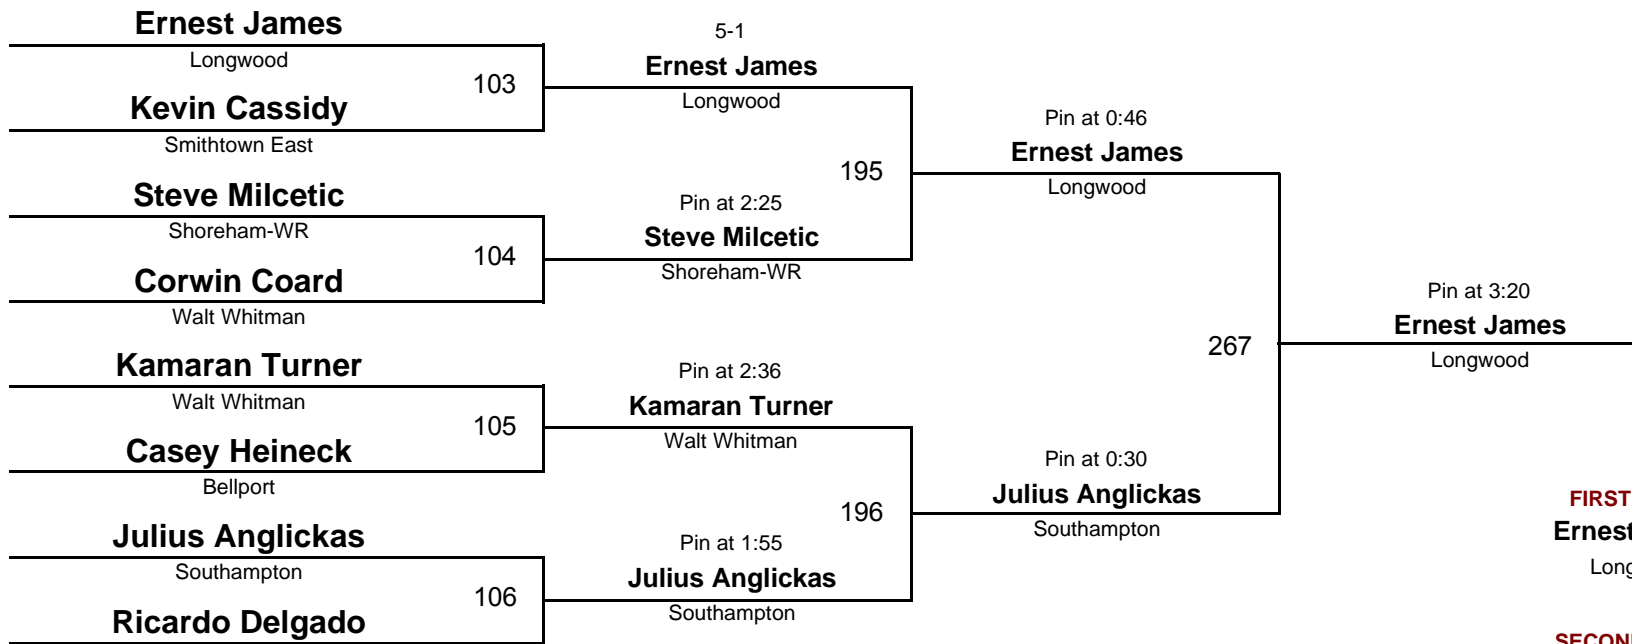 Ernest James
Longwood
103
Kevin Cassidy
Smithtown East
Steve Milcetic
Shoreham-WR
104
Corwin Coard
Walt Whitman
Kamaran Turner
Walt Whitman
105
Casey Heineck
Bellport
Julius Anglickas
Southampton
106
Ricardo Delgado
5-1
Ernest James
Longwood
195
Pin at 2:25
Steve Milcetic
Shoreham-WR
Pin at 2:36
Kamaran Turner
Walt Whitman
196
Pin at 1:55
Julius Anglickas
Southampton
Pin at 0:46
Ernest James
Longwood
267
Pin at 0:30
Julius Anglickas
Southampton
Pin at 3:20
Ernest James
Longwood
FIRST
Ernest
Long
SECON